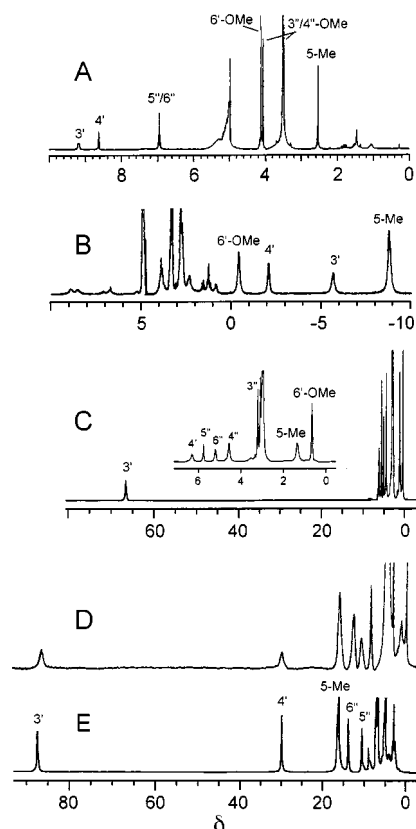 6'-OMe 3"/4"-OMe
A 5-Me
5"/6"
3' 4'
8 6 4 2 0
B 5-Me
6'-OMe 4' 3'
5 0 -5 -10
C 3" 6'-OMe
4' 5" 6" 4" 5-Me
6 4 2 0
3'
60 40 20 0
D
E 5-Me
3' 4' 6" 5"
80 60 40 20 0
δ